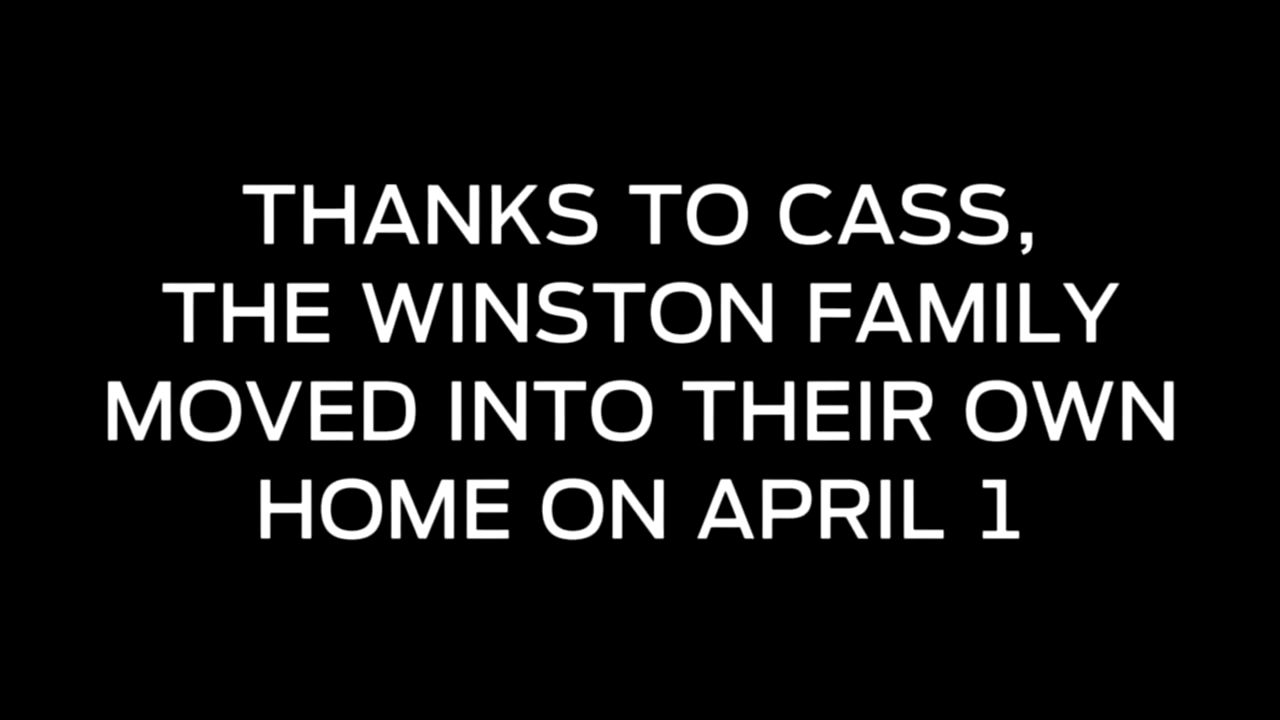 THANKS TO CASS,
THE WINSTON FAMILY
MOVED INTO THEIR OWN
HOME ON APRIL 1